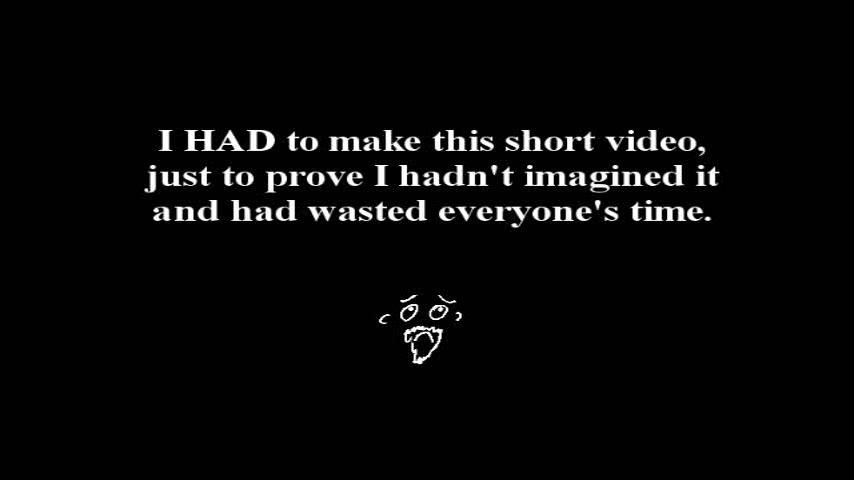 I HAD to make this short video,
just to prove I hadn't imagined it
and had wasted everyone's time.